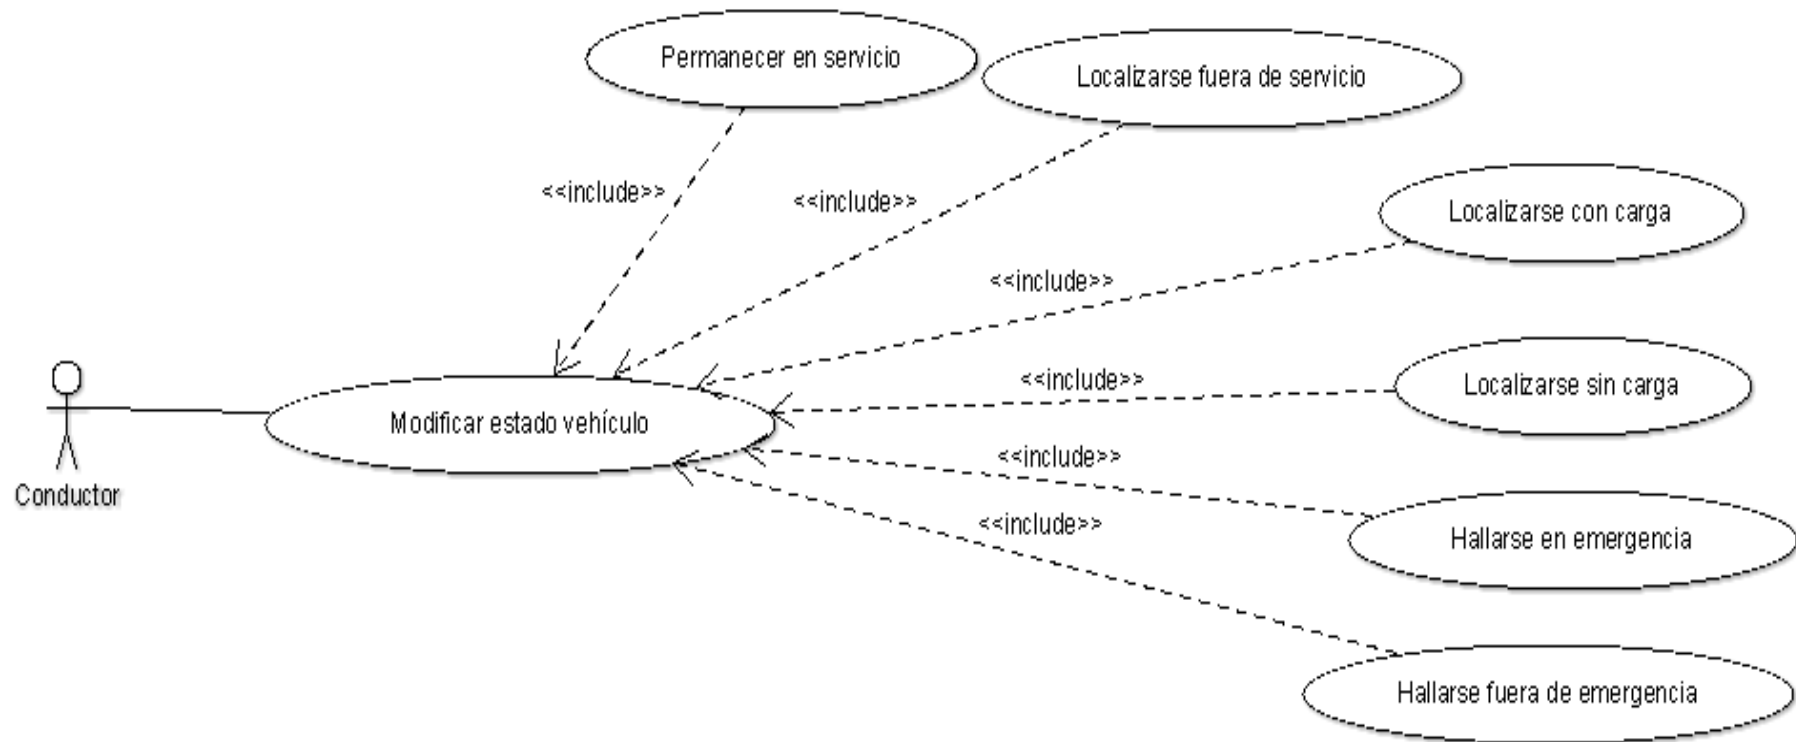 Permanecer en servicio
Localizarse fuera de servicio
<<include>>
<<include>>
Localizarse con carga
<<include>>
<<include>>
Localizarse sin carga
Modificar estado vehículo
<<include>>
Conductor
<<include>>
Hallarse en emergencia
Hallarse fuera de emergencia